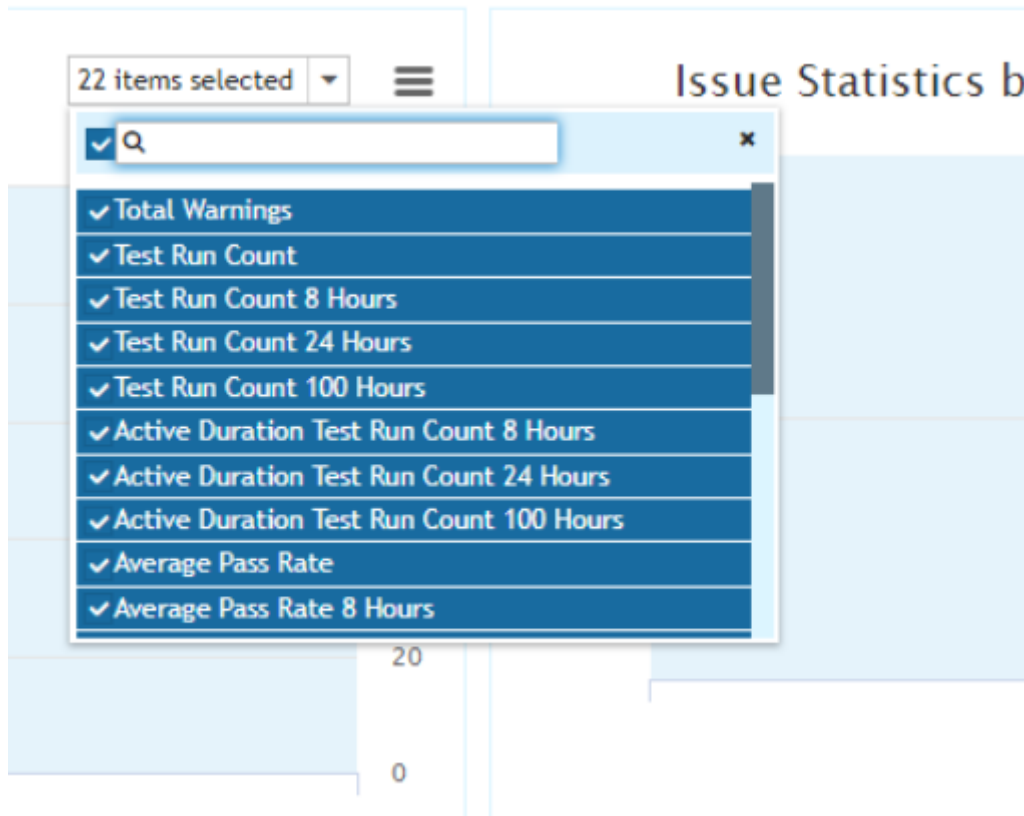 22 items selected
Issue Statistics b
Total Warnings
Test Run Count
Test Run Count 8 Hours
Test Run Count 24 Hours
Test Run Count 100 Hours
Active Duration Test Run Count 8 Hours
Active Duration Test Run Count 24 Hours
Active Duration Test Run Count 100 Hours
Average Pass Rate
Average Pass Rate 8 Hours
20
0